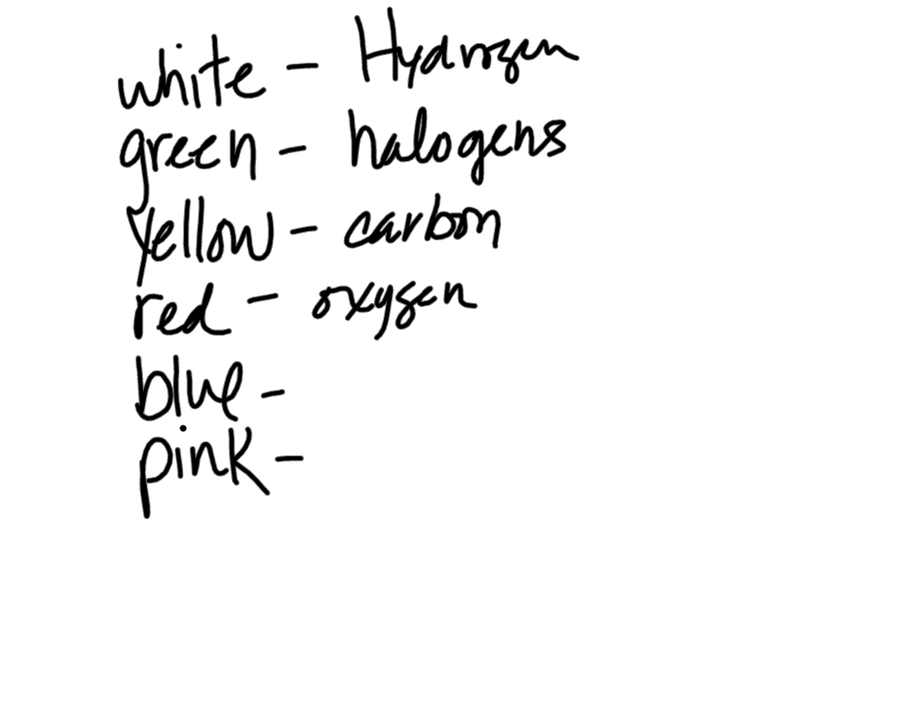 white - Hydrogen
green - halogens
yellow - carbon
red - oxygen
blue -
pink -